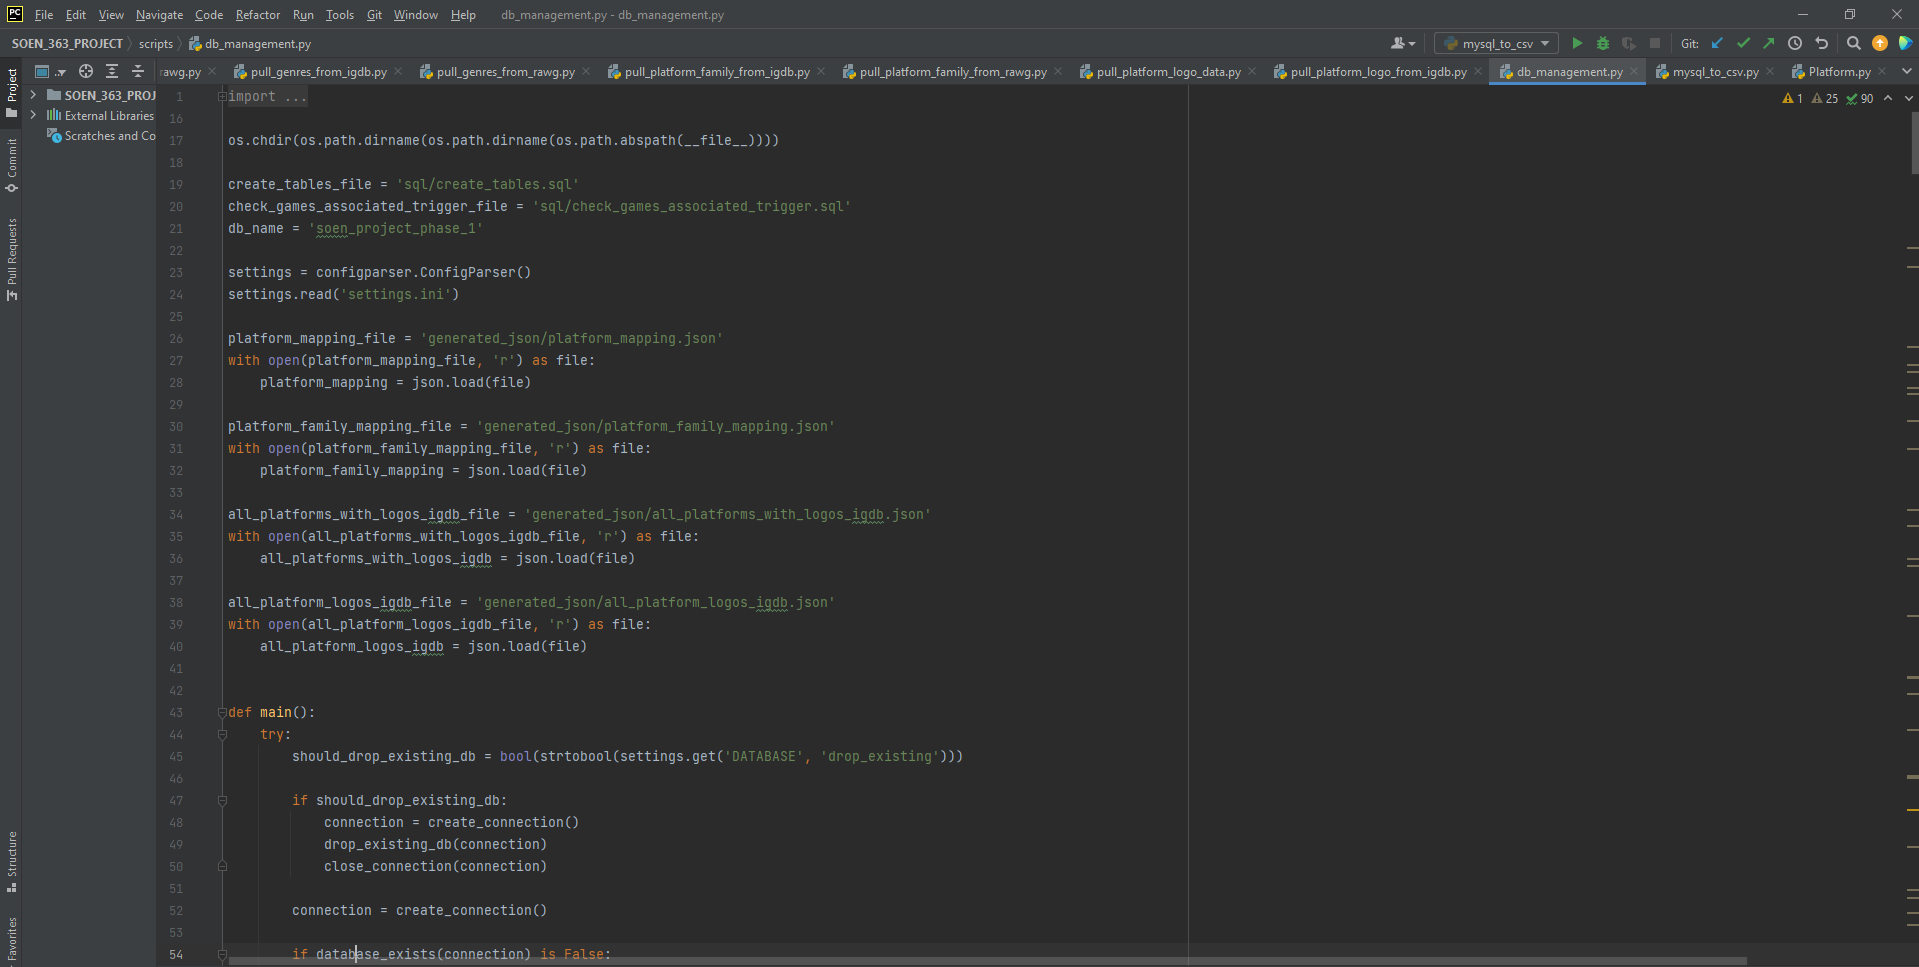 PC File Edit View Navigate Code Refactor Run Tools Git Window Help db_management.py - db_management.py
SOEN_363_PROJECT scripts db_management.py mysql_to_csv Git:
rawg.py pull_genres_from_igdb.py pull_genres_from_rawg.py pull_platform_family_from_igdb.py pull_platform_family_from_rawg.py pull_platform_logo_data.py pull_platform_logo_from_igdb.py db_management.py mysql_to_csv.py Platform.py
Project
Commit
Pull Requests
Structure
Favorites
SOEN_363_PROJ
External Libraries
Scratches and Co
1 25 90
1 import ...
16
17 os.chdir(os.path.dirname(os.path.dirname(os.path.abspath(__file__))))
18
19 create_tables_file = 'sql/create_tables.sql'
20 check_games_associated_trigger_file = 'sql/check_games_associated_trigger.sql'
21 db_name = 'soen_project_phase_1'
22
23 settings = configparser.ConfigParser()
24 settings.read('settings.ini')
25
26 platform_mapping_file = 'generated_json/platform_mapping.json'
27 with open(platform_mapping_file, 'r') as file:
28     platform_mapping = json.load(file)
29
30 platform_family_mapping_file = 'generated_json/platform_family_mapping.json'
31 with open(platform_family_mapping_file, 'r') as file:
32     platform_family_mapping = json.load(file)
33
34 all_platforms_with_logos_igdb_file = 'generated_json/all_platforms_with_logos_igdb.json'
35 with open(all_platforms_with_logos_igdb_file, 'r') as file:
36     all_platforms_with_logos_igdb = json.load(file)
37
38 all_platform_logos_igdb_file = 'generated_json/all_platform_logos_igdb.json'
39 with open(all_platform_logos_igdb_file, 'r') as file:
40     all_platform_logos_igdb = json.load(file)
41
42
43 def main():
44     try:
45         should_drop_existing_db = bool(strtobool(settings.get('DATABASE', 'drop_existing')))
46
47         if should_drop_existing_db:
48             connection = create_connection()
49             drop_existing_db(connection)
50             close_connection(connection)
51
52         connection = create_connection()
53
54         if database_exists(connection) is False: